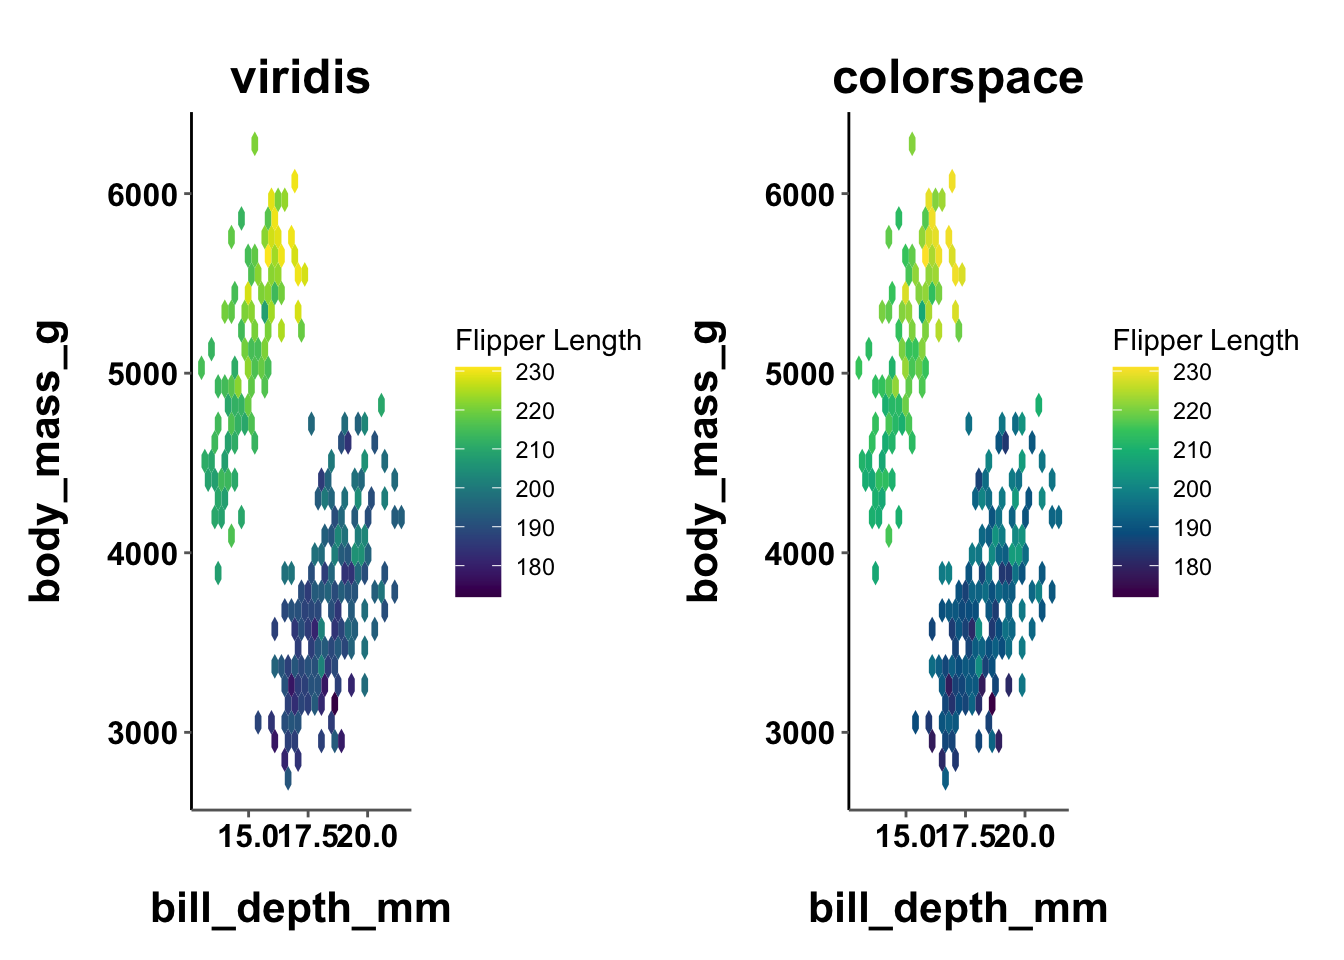 viridis
6000
5000
4000
3000
body_mass_g
15.017.520.0
bill_depth_mm
Flipper Length
230
220
210
200
190
180
colorspace
6000
5000
4000
3000
body_mass_g
15.017.520.0
bill_depth_mm
Flipper Length
230
220
210
200
190
180